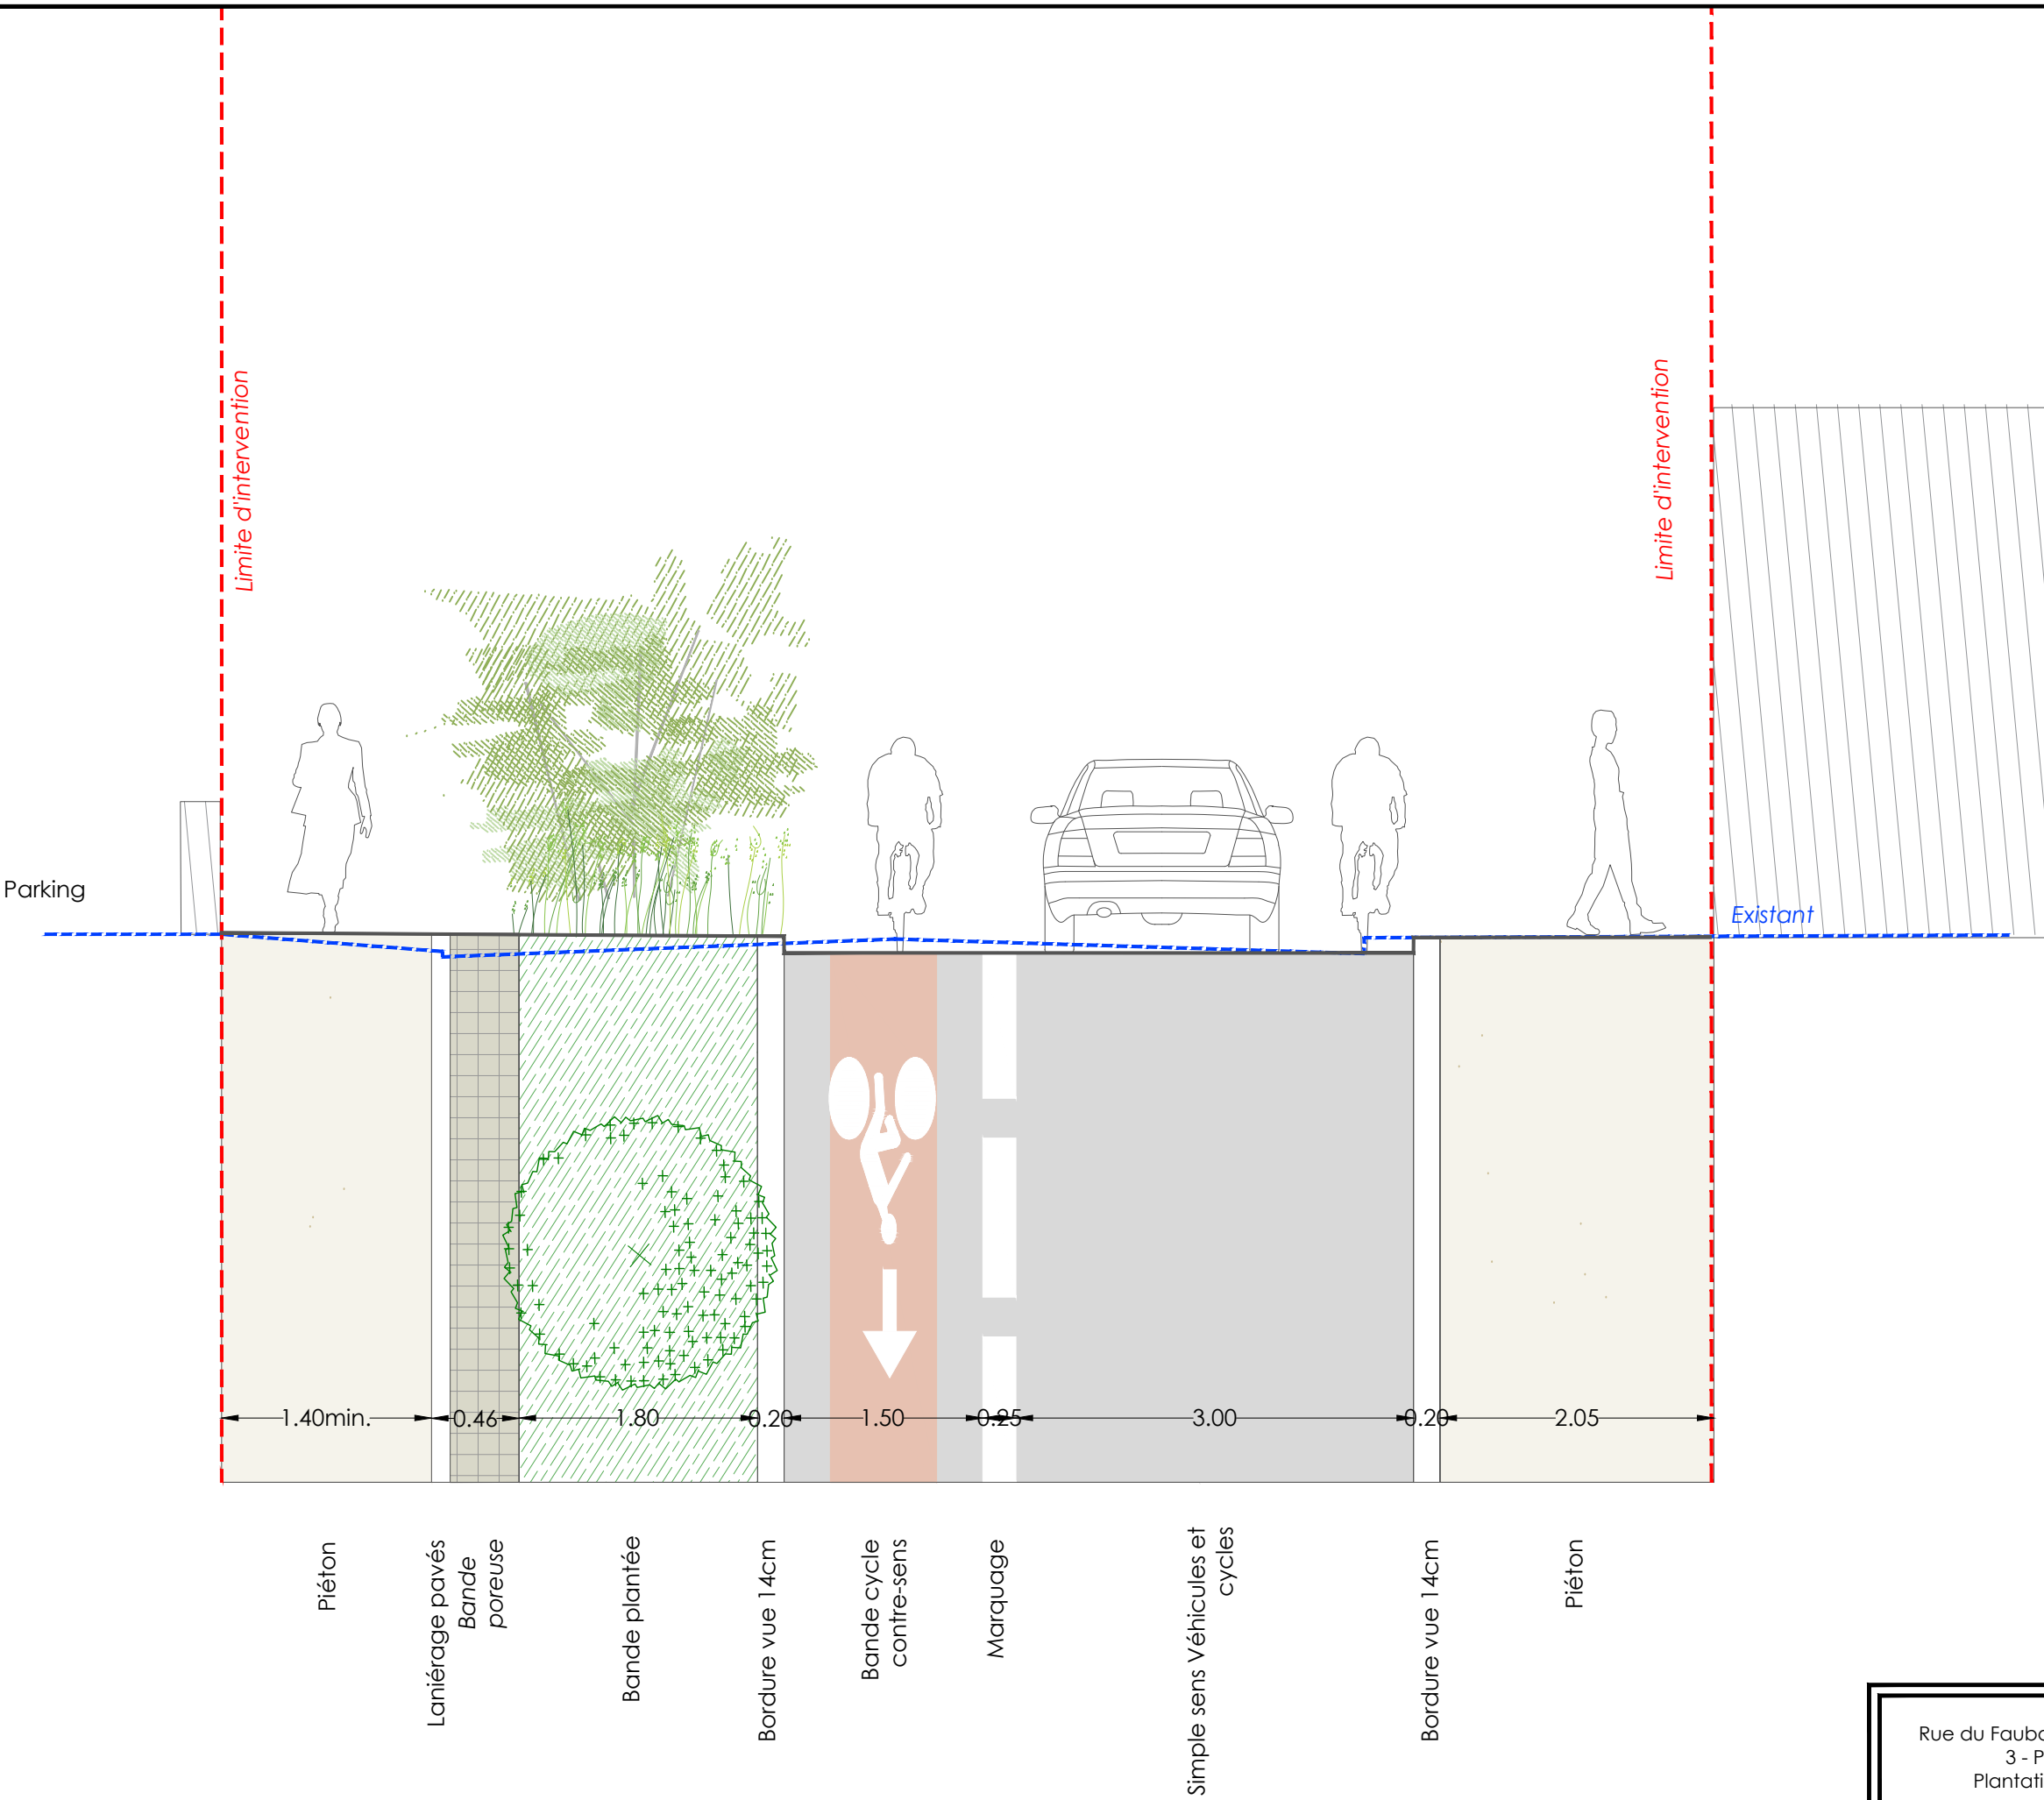 Limite d'intervention
Limite d'intervention
Parking
Existant
1.40min.
0.46
1.80
0.20
1.50
0.25
3.00
0.20
2.05
Piéton
Laniérage pavés
Bande
poreuse
Bande plantée
Bordure vue 14cm
Bande cycle
contre-sens
Marquage
Simple sens Véhicules et
cycles
Bordure vue 14cm
Piéton
Rue du
3 - P